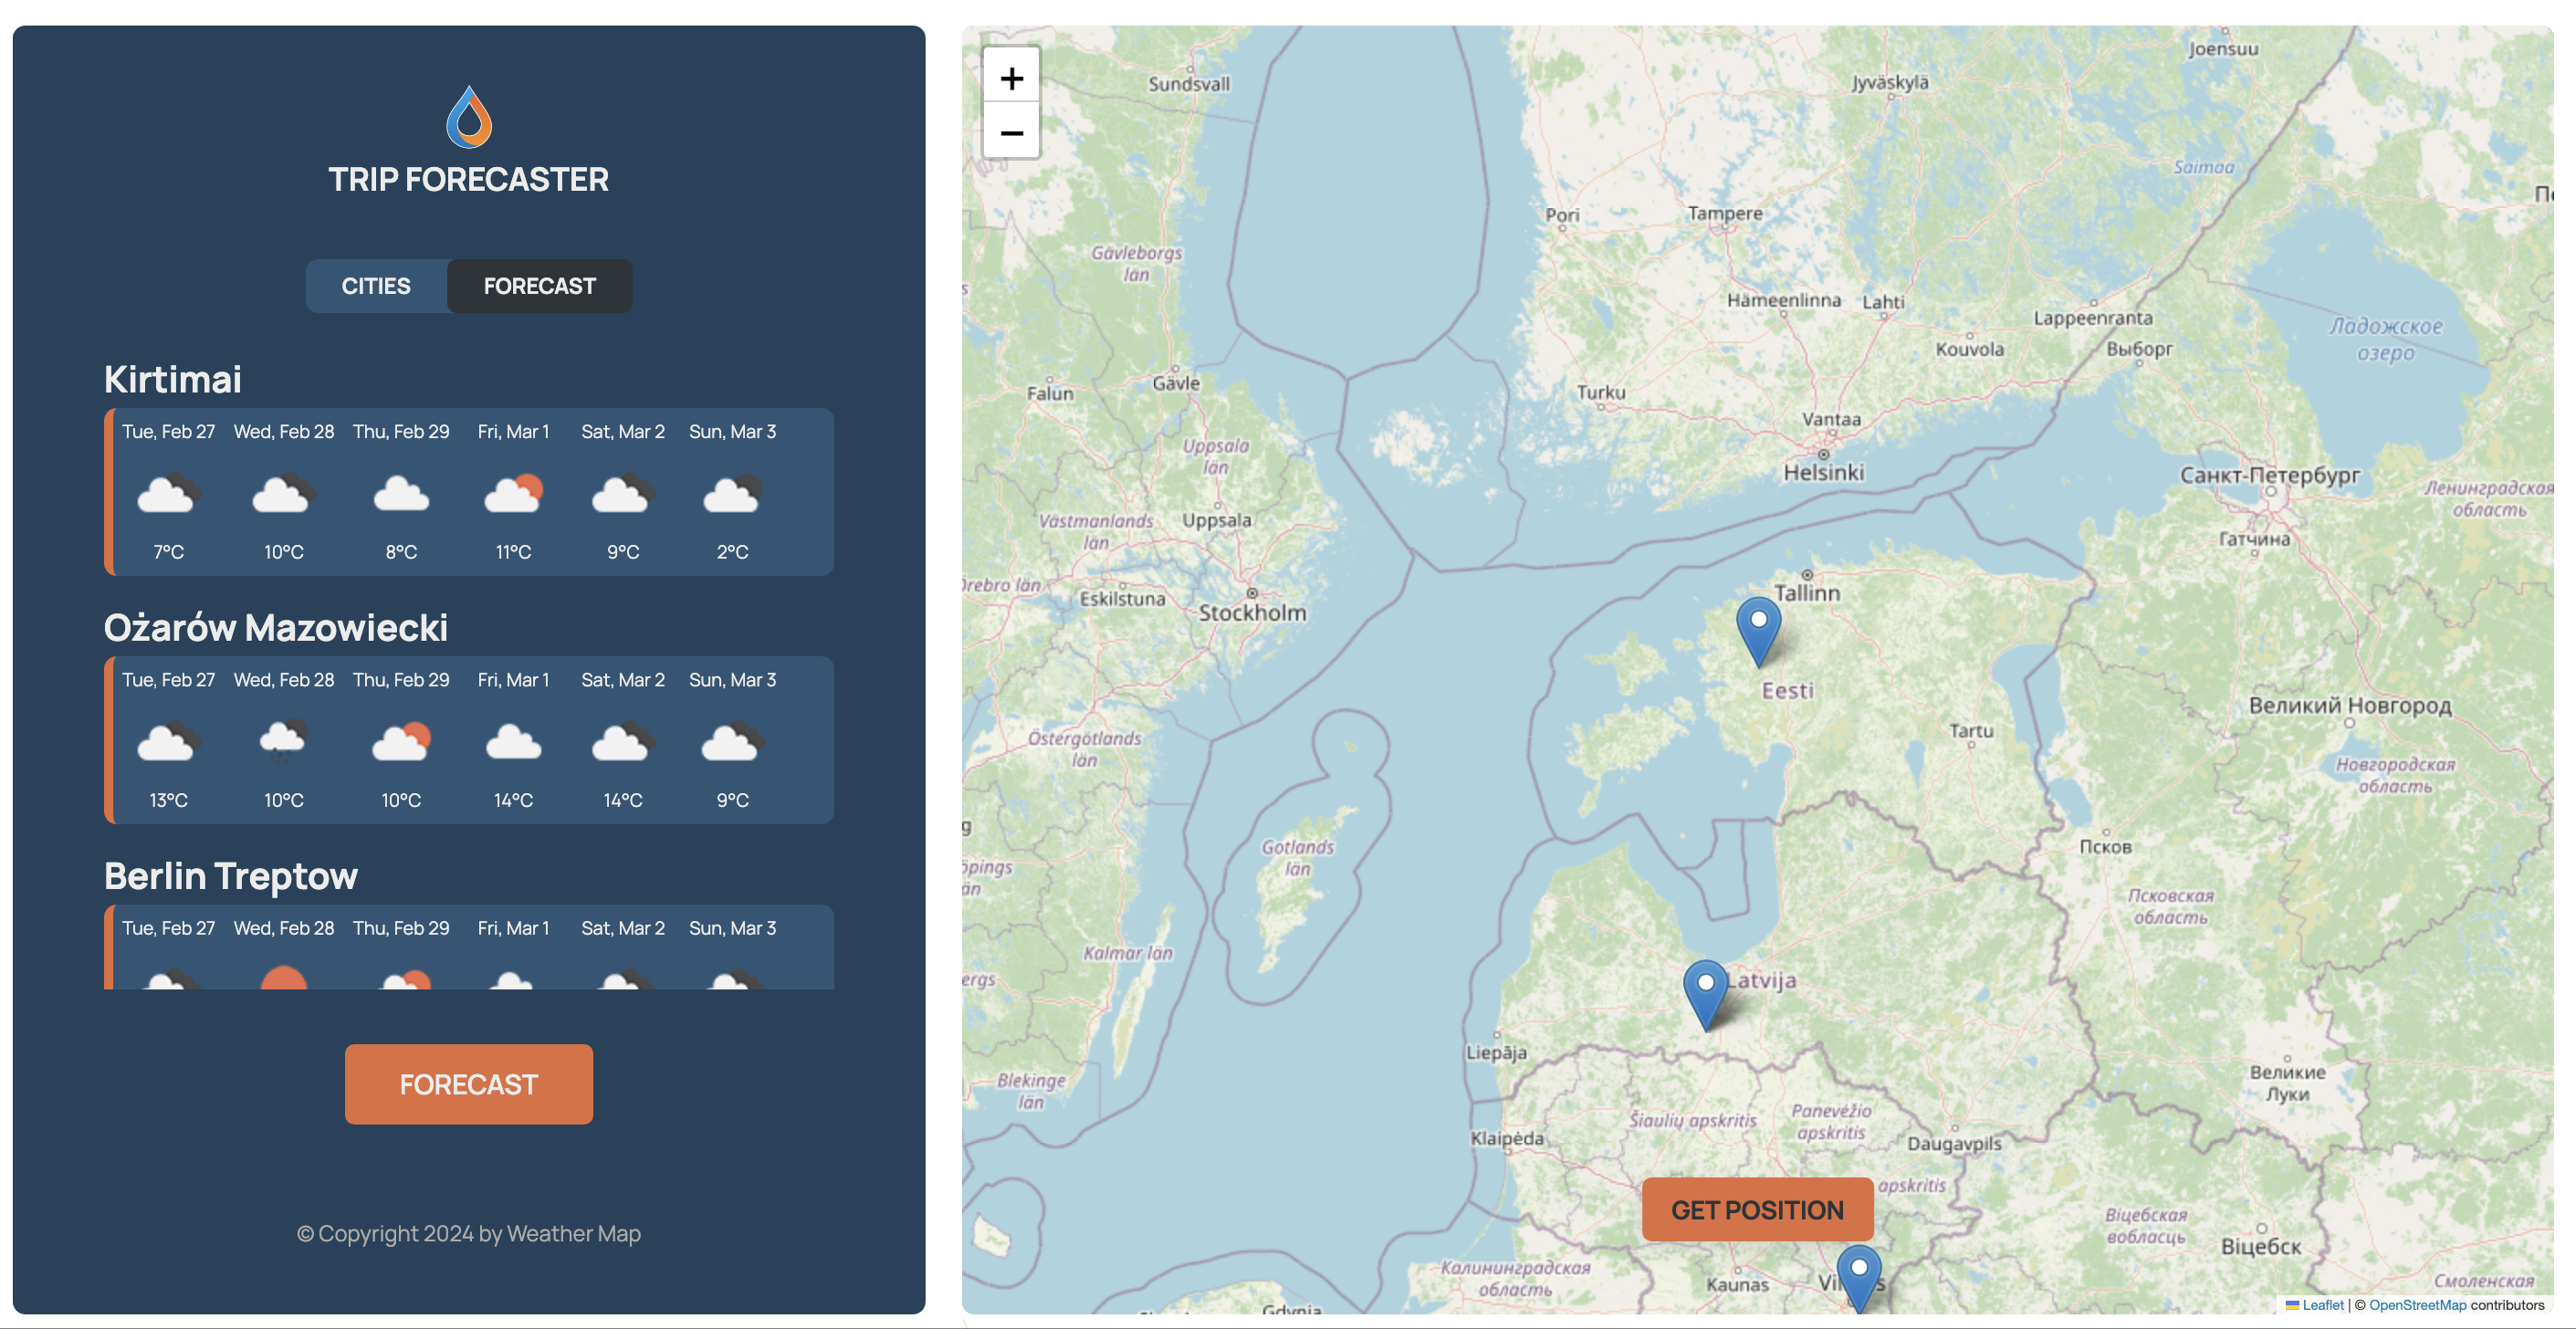 TRIP FORECASTER
CITIES FORECAST
Kirtimai
Tue, Feb 27 Wed, Feb 28 Thu, Feb 29 Fri, Mar 1 Sat, Mar 2 Sun, Mar 3
7°C 10°C 8°C 11°C 9°C 2°C
Ożarów Mazowiecki
Tue, Feb 27 Wed, Feb 28 Thu, Feb 29 Fri, Mar 1 Sat, Mar 2 Sun, Mar 3
13°C 10°C 10°C 14°C 14°C 9°C
Berlin Treptow
Tue, Feb 27 Wed, Feb 28 Thu, Feb 29 Fri, Mar 1 Sat, Mar 2 Sun, Mar 3
FORECAST
© Copyright 2024 by Weather Map
+
−
Joensuu
Sundsvall
Jyväskylä
Saimaa
Pori
Tampere
Gävleborgs
län
Hämeenlinna
Lahti
Lappeenranta
Ладожское
озеро
Kouvola
Выборг
Falun
Gävle
Turku
Vantaa
Uppsala
län
Helsinki
Санкт-Петербург
Ленинградская
область
Västmanlands
län
Uppsala
Гатчина
Örebro län
Eskilstuna
Stockholm
Tallinn
Eesti
Великий Новгород
Östergötlands
län
Tartu
Новгородская
область
Gotlands
län
Псков
Псковская
область
Kalmar län
Latvija
Liepāja
Великие
Луки
Blekinge
län
Šiaulių apskritis
Panevėžio
apskritis
Klaipėda
Daugavpils
apskritis
GET POSITION
Віцебская
вобласць
Віцебск
Калининградская
область
Kaunas
Смоленская
Gdynia
Leaflet | © OpenStreetMap contributors